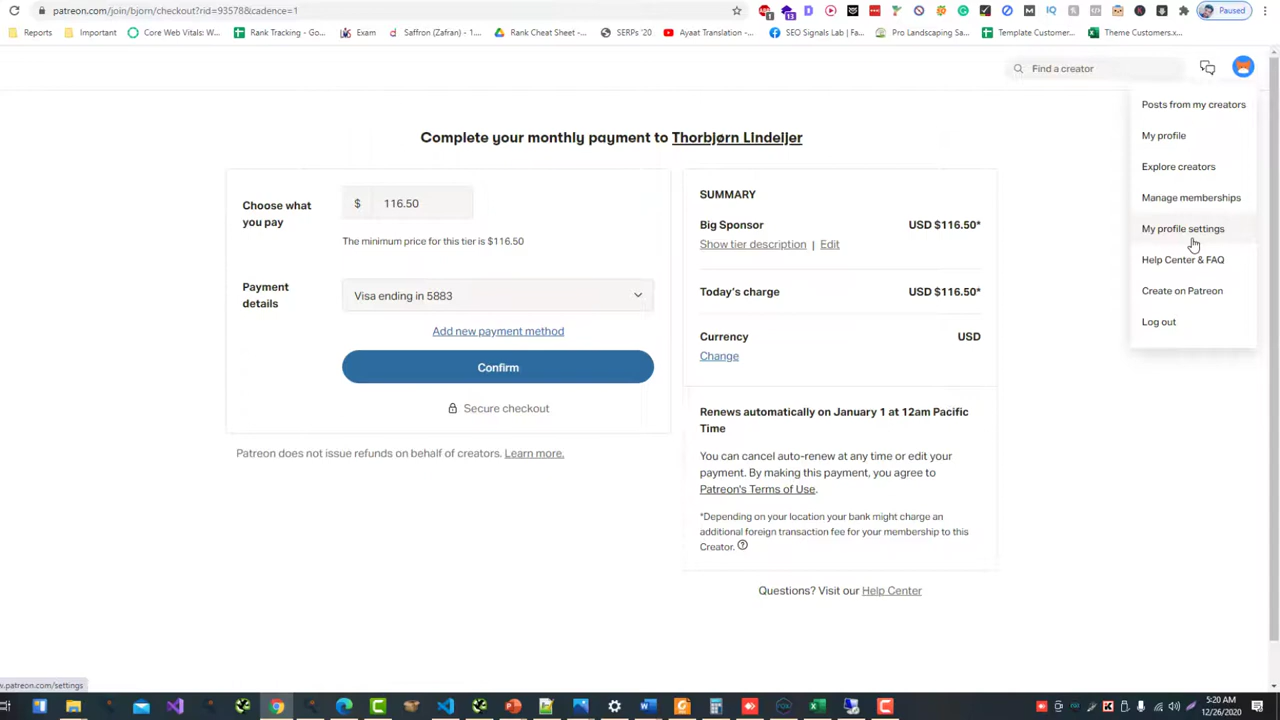 patreon.com/join/bjorn/checkout?rid=93578&cadence=1
Paused
Reports
Important
Core Web Vitals: W...
Rank Tracking - Go...
Exam
Saffron (Zafran) - 1....
Rank Cheat Sheet -...
SERPs '20
Ayaat Translation -...
SEO Signals Lab | Fa...
Pro Landscaping Sa...
Template Customer...
Theme Customers.x...
Find a creator
Posts from my creators
My profile
Explore creators
Manage memberships
My profile settings
Help Center & FAQ
Create on Patreon
Log out
Complete your monthly payment to Thorbjørn Lindeijer
Choose what
you pay
$ 116.50
The minimum price for this tier is $116.50
Payment
details
Visa ending in 5883
Add new payment method
Confirm
Secure checkout
Patreon does not issue refunds on behalf of creators. Learn more.
SUMMARY
Big Sponsor USD $116.50*
Show tier description | Edit
Today's charge USD $116.50*
Currency USD
Change
Renews automatically on January 1 at 12am Pacific
Time
You can cancel auto-renew at any time or edit your
payment. By making this payment, you agree to
Patreon's Terms of Use.
*Depending on your location your bank might charge an
additional foreign transaction fee for your membership to this
Creator.
Questions? Visit our Help Center
v.patreon.com/settings
5:20 AM
12/26/2020